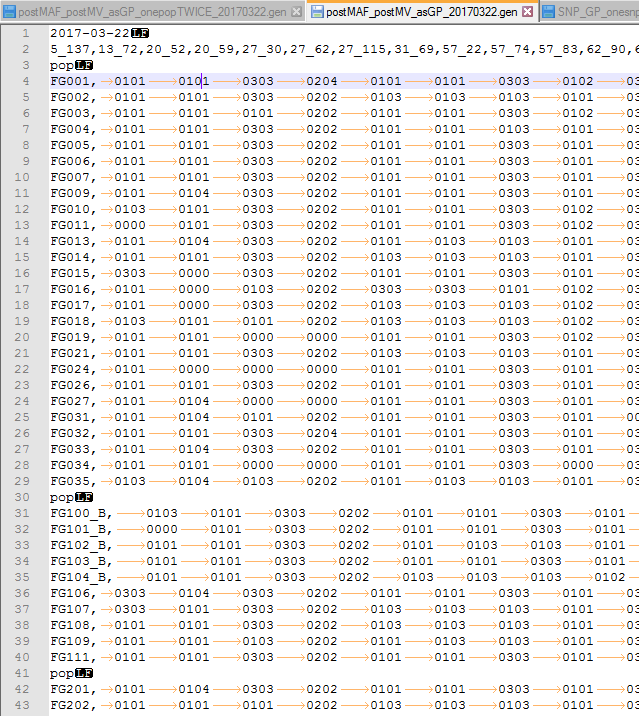 postMAF_postMV_asGP_onepopTWICE_20170322.gen postMAF_postMV_asGP_20170322.gen SNP_GP_onesn
1 2017-03-22LF
2 5_137,13_72,20_52,20_59,27_30,27_62,27_115,31_69,57_22,57_74,57_83,62_90,6
3 popLF
4 FG001, 0101 0101 0303 0204 0101 0101 0303 0102 03
5 FG002, 0101 0101 0303 0202 0103 0103 0103 0101 03
6 FG003, 0101 0101 0101 0202 0101 0101 0303 0102 03
7 FG004, 0101 0101 0303 0202 0101 0101 0303 0101 03
8 FG005, 0101 0101 0303 0202 0101 0101 0303 0101 03
9 FG006, 0101 0101 0303 0202 0101 0101 0303 0101 03
10 FG007, 0101 0101 0303 0202 0101 0101 0303 0101 03
11 FG009, 0101 0104 0303 0202 0101 0101 0303 0101 03
12 FG010, 0103 0101 0303 0202 0101 0101 0303 0102 03
13 FG011, 0000 0101 0303 0202 0101 0101 0303 0102 03
14 FG013, 0101 0104 0303 0202 0101 0103 0103 0101 03
15 FG014, 0101 0101 0303 0202 0103 0103 0303 0101 03
16 FG015, 0303 0000 0303 0202 0101 0101 0303 0101 03
17 FG016, 0101 0000 0103 0202 0303 0303 0101 0102 03
18 FG017, 0101 0000 0303 0202 0103 0103 0103 0101 03
19 FG018, 0103 0101 0101 0202 0101 0103 0103 0102 03
20 FG019, 0101 0101 0000 0000 0101 0101 0303 0102 03
21 FG021, 0101 0101 0303 0202 0103 0103 0103 0101 03
22 FG024, 0101 0000 0000 0000 0101 0101 0303 0101 03
23 FG026, 0101 0101 0303 0202 0101 0101 0303 0101 03
24 FG027, 0101 0104 0000 0000 0101 0101 0303 0101 03
25 FG031, 0101 0104 0101 0202 0101 0101 0303 0101 03
26 FG032, 0101 0101 0303 0204 0101 0101 0303 0102 03
27 FG033, 0101 0104 0303 0202 0101 0101 0303 0101 03
28 FG034, 0101 0101 0000 0000 0101 0101 0303 0000 03
29 FG035, 0103 0104 0103 0202 0101 0103 0103 0101 03
30 popLF
31 FG100_B, 0103 0101 0303 0202 0101 0101 0303 0101
32 FG101_B, 0000 0101 0303 0202 0101 0101 0303 0101
33 FG102_B, 0101 0103 0303 0202 0101 0103 0103 0101
34 FG103_B, 0101 0101 0303 0202 0101 0101 0303 0101
35 FG104_B, 0101 0101 0303 0202 0103 0103 0103 0102
36 FG106, 0303 0104 0303 0202 0101 0101 0303 0101 03
37 FG107, 0303 0101 0303 0202 0103 0103 0303 0101 03
38 FG108, 0101 0101 0303 0202 0103 0103 0103 0101 03
39 FG109, 0101 0101 0103 0202 0101 0101 0303 0101 03
40 FG111, 0101 0101 0303 0202 0101 0103 0303 0101 03
41 popLF
42 FG201, 0101 0104 0303 0202 0101 0101 0303 0101 03
43 FG202, 0101 0101 0101 0202 0103 0103 0103 0101 03